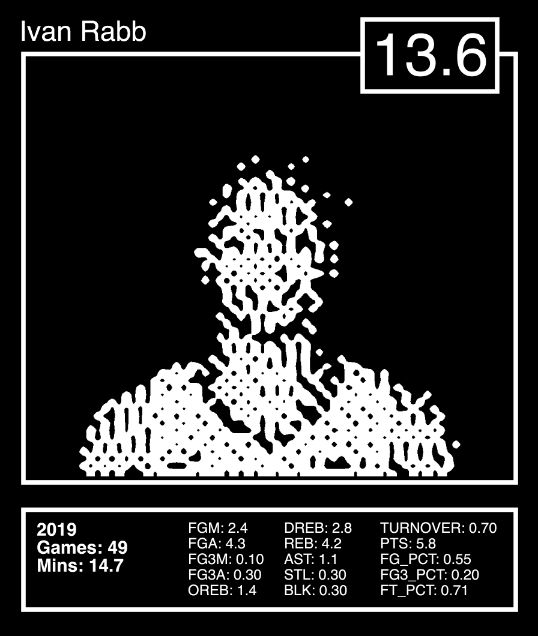 Ivan Rabb
13.6
2019
Games: 49
Mins: 14.7
FGM: 2.4
FGA: 4.3
FG3M: 0.10
FG3A: 0.30
OREB: 1.4
DREB: 2.8
REB: 4.2
AST: 1.1
STL: 0.30
BLK: 0.30
TURNOVER: 0.70
PTS: 5.8
FG_PCT: 0.55
FG3_PCT: 0.20
FT_PCT: 0.71